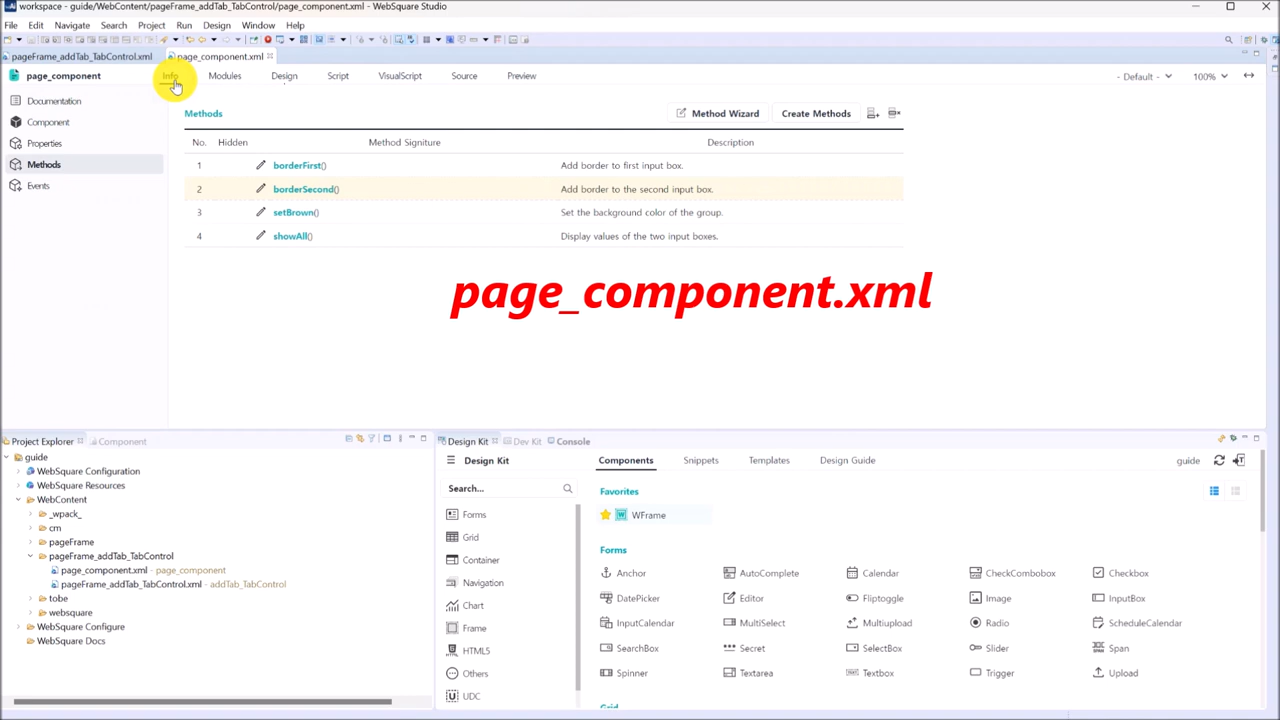 workspace - guide/WebContent/pageFrame_addTab_TabControl/page_component.xml - WebSquare Studio
File Edit Navigate Search Project Run Design Window Help
pageFrame_addTab_TabControl.xml page_component.xml
page_component Info Modules Design Script VisualScript Source Preview - Default - 100%
Documentation
Component
Properties
Methods
Events
Methods Method Wizard Create Methods
No. Hidden Method Signiture Description
1 borderFirst() Add border to first input box.
2 borderSecond() Add border to the second input box.
3 setBrown() Set the background color of the group.
4 showAll() Display values of the two input boxes.
page_component.xml
Project Explorer Component
guide
WebSquare Configuration
WebSquare Resources
WebContent
_wpack_
cm
pageFrame
pageFrame_addTab_TabControl
page_component.xml - page_component
pageFrame_addTab_TabControl.xml - addTab_TabControl
tobe
websquare
WebSquare Configure
WebSquare Docs
Design Kit Dev Kit Console
Design Kit Components Snippets Templates Design Guide guide
Search...
Forms
Grid
Container
Navigation
Chart
Frame
HTML5
Others
UDC
Favorites
WFrame
Forms
Anchor AutoComplete Calendar CheckCombobox Checkbox
DatePicker Editor Fliptoggle Image InputBox
InputCalendar MultiSelect Multiupload Radio ScheduleCalendar
SearchBox Secret SelectBox Slider Span
Spinner Textarea Textbox Trigger Upload
Grid